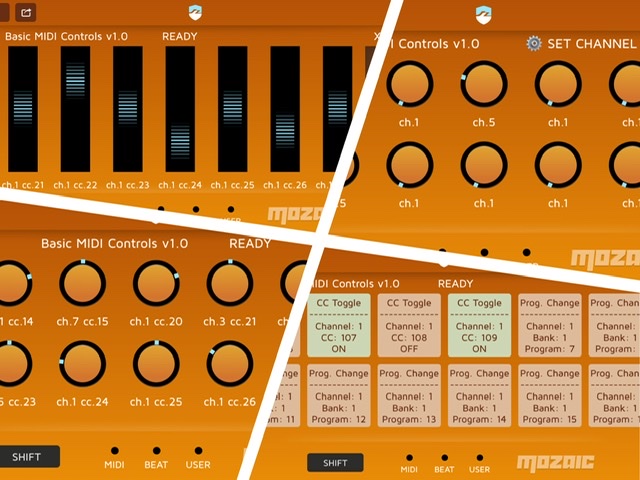 Basic MIDI Controls v1.0 READY
ch.1 cc.21 ch.1 cc.22 ch.1 cc.23 ch.1 cc.24 ch.1 cc.25 ch.1 cc.26 ch.1
mozaic
Controls v1.0 SET CHANNEL
ch.1 ch.5 ch.1 ch.1
ch.1 ch.1 ch.1 ch.1
Basic MIDI Controls v1.0 READY
cc.14 ch.7 cc.15 ch.1 cc.20 ch.3 cc.21
cc.23 ch.1 cc.24 ch.1 cc.25 ch.1 cc.26
SHIFT
MIDI BEAT USER
MIDI Controls v1.0 READY
CC Toggle CC Toggle CC Toggle Prog. Change Prog.
Channel: 1 Channel: 1 Channel: 1 Channel: 1 Channel: 1
CC: 107 CC: 108 CC: 109 Bank: 1 Bank: 1
ON OFF ON Program: 7 Program:
Prog. Change Prog. Change Prog. Change Prog. Change Prog.
Channel: 1 Channel: 1 Channel: 1 Channel: 1 Channel: 1
Bank: 1 Bank: 1 Bank: 1 Bank: 1 Bank: 1
11 Program: 12 Program: 13 Program: 14 Program: 15 Program:
SHIFT
MIDI BEAT USER
mozaic